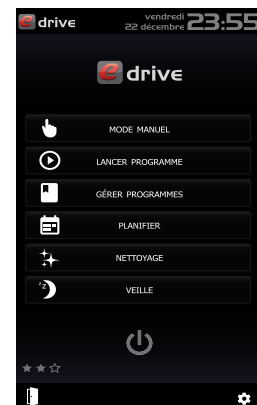 e drive
vendredi
22 décembre 23:55
e drive
MODE MANUEL
LANCER PROGRAMME
GÉRER PROGRAMMES
PLANIFIER
NETTOYAGE
VEILLE